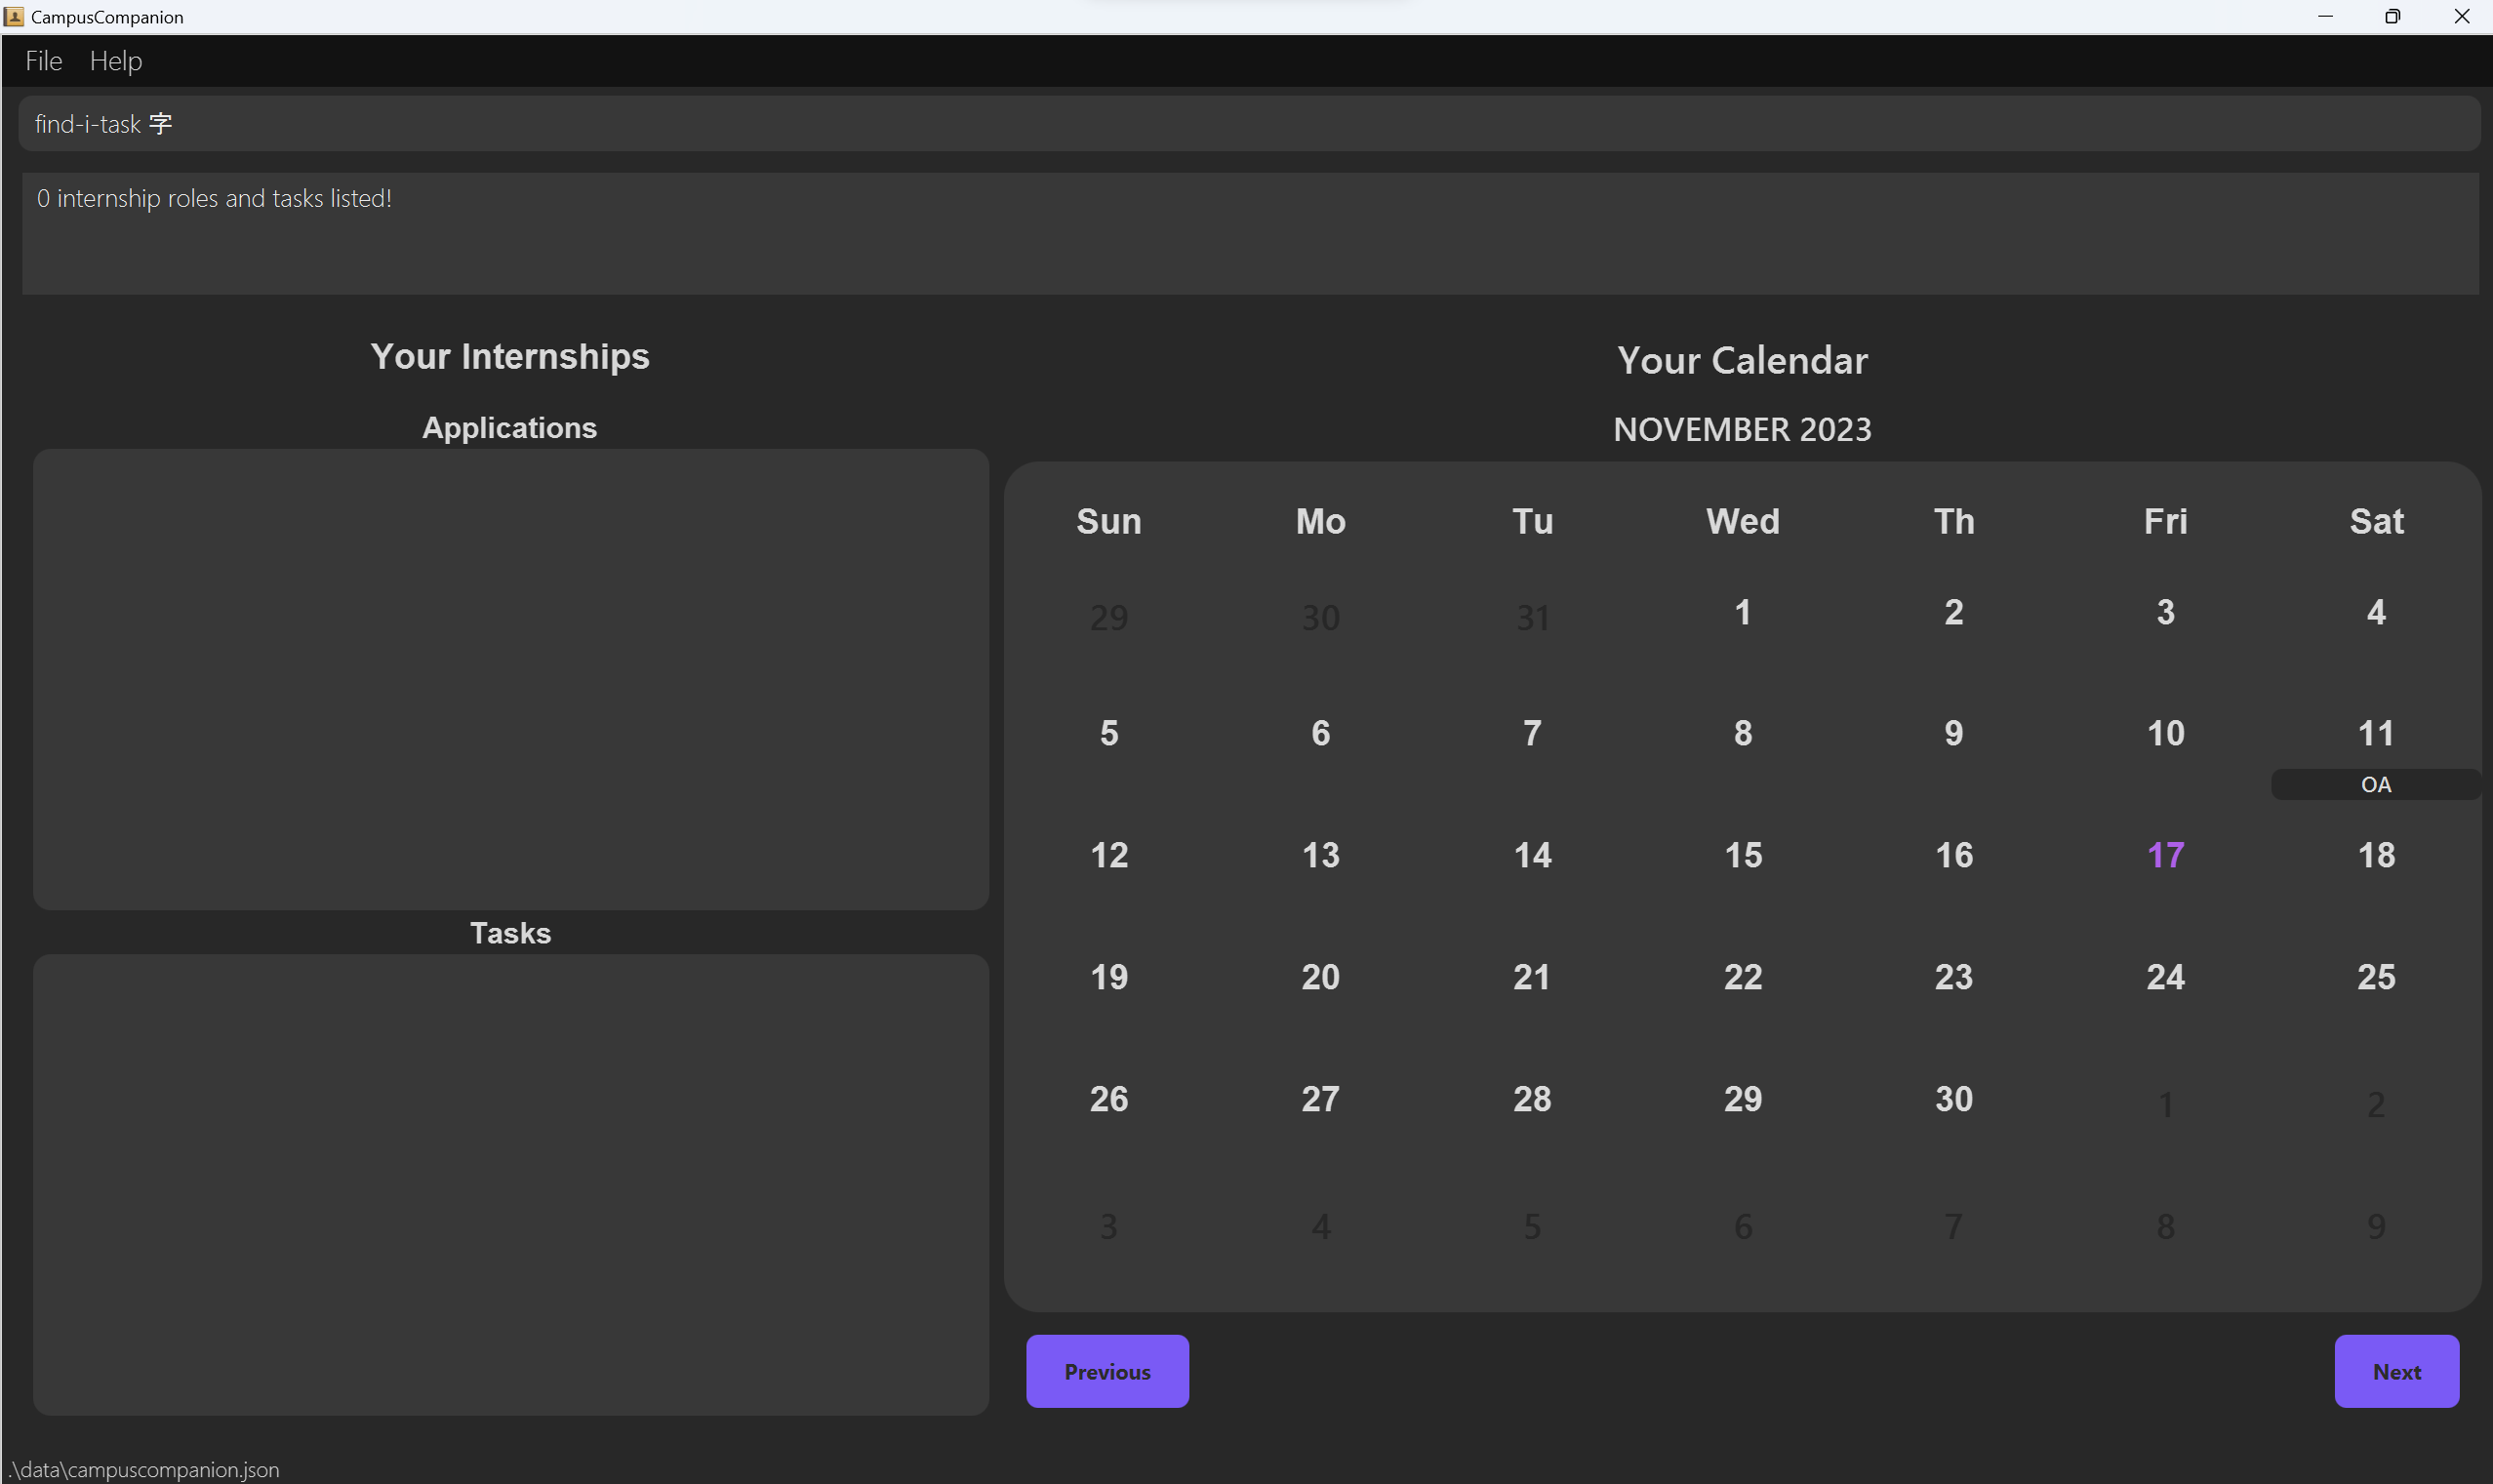 CampusCompanion
File Help
find-i-task 字
0 internship roles and tasks listed!
Your Internships
Applications
Tasks
Your Calendar
NOVEMBER 2023
Sun Mo Tu Wed Th Fri Sat
29 30 31 1 2 3 4
5 6 7 8 9 10 11
OA
12 13 14 15 16 17 18
19 20 21 22 23 24 25
26 27 28 29 30 1 2
3 4 5 6 7 8 9
Previous Next
.\data\campuscompanion.json